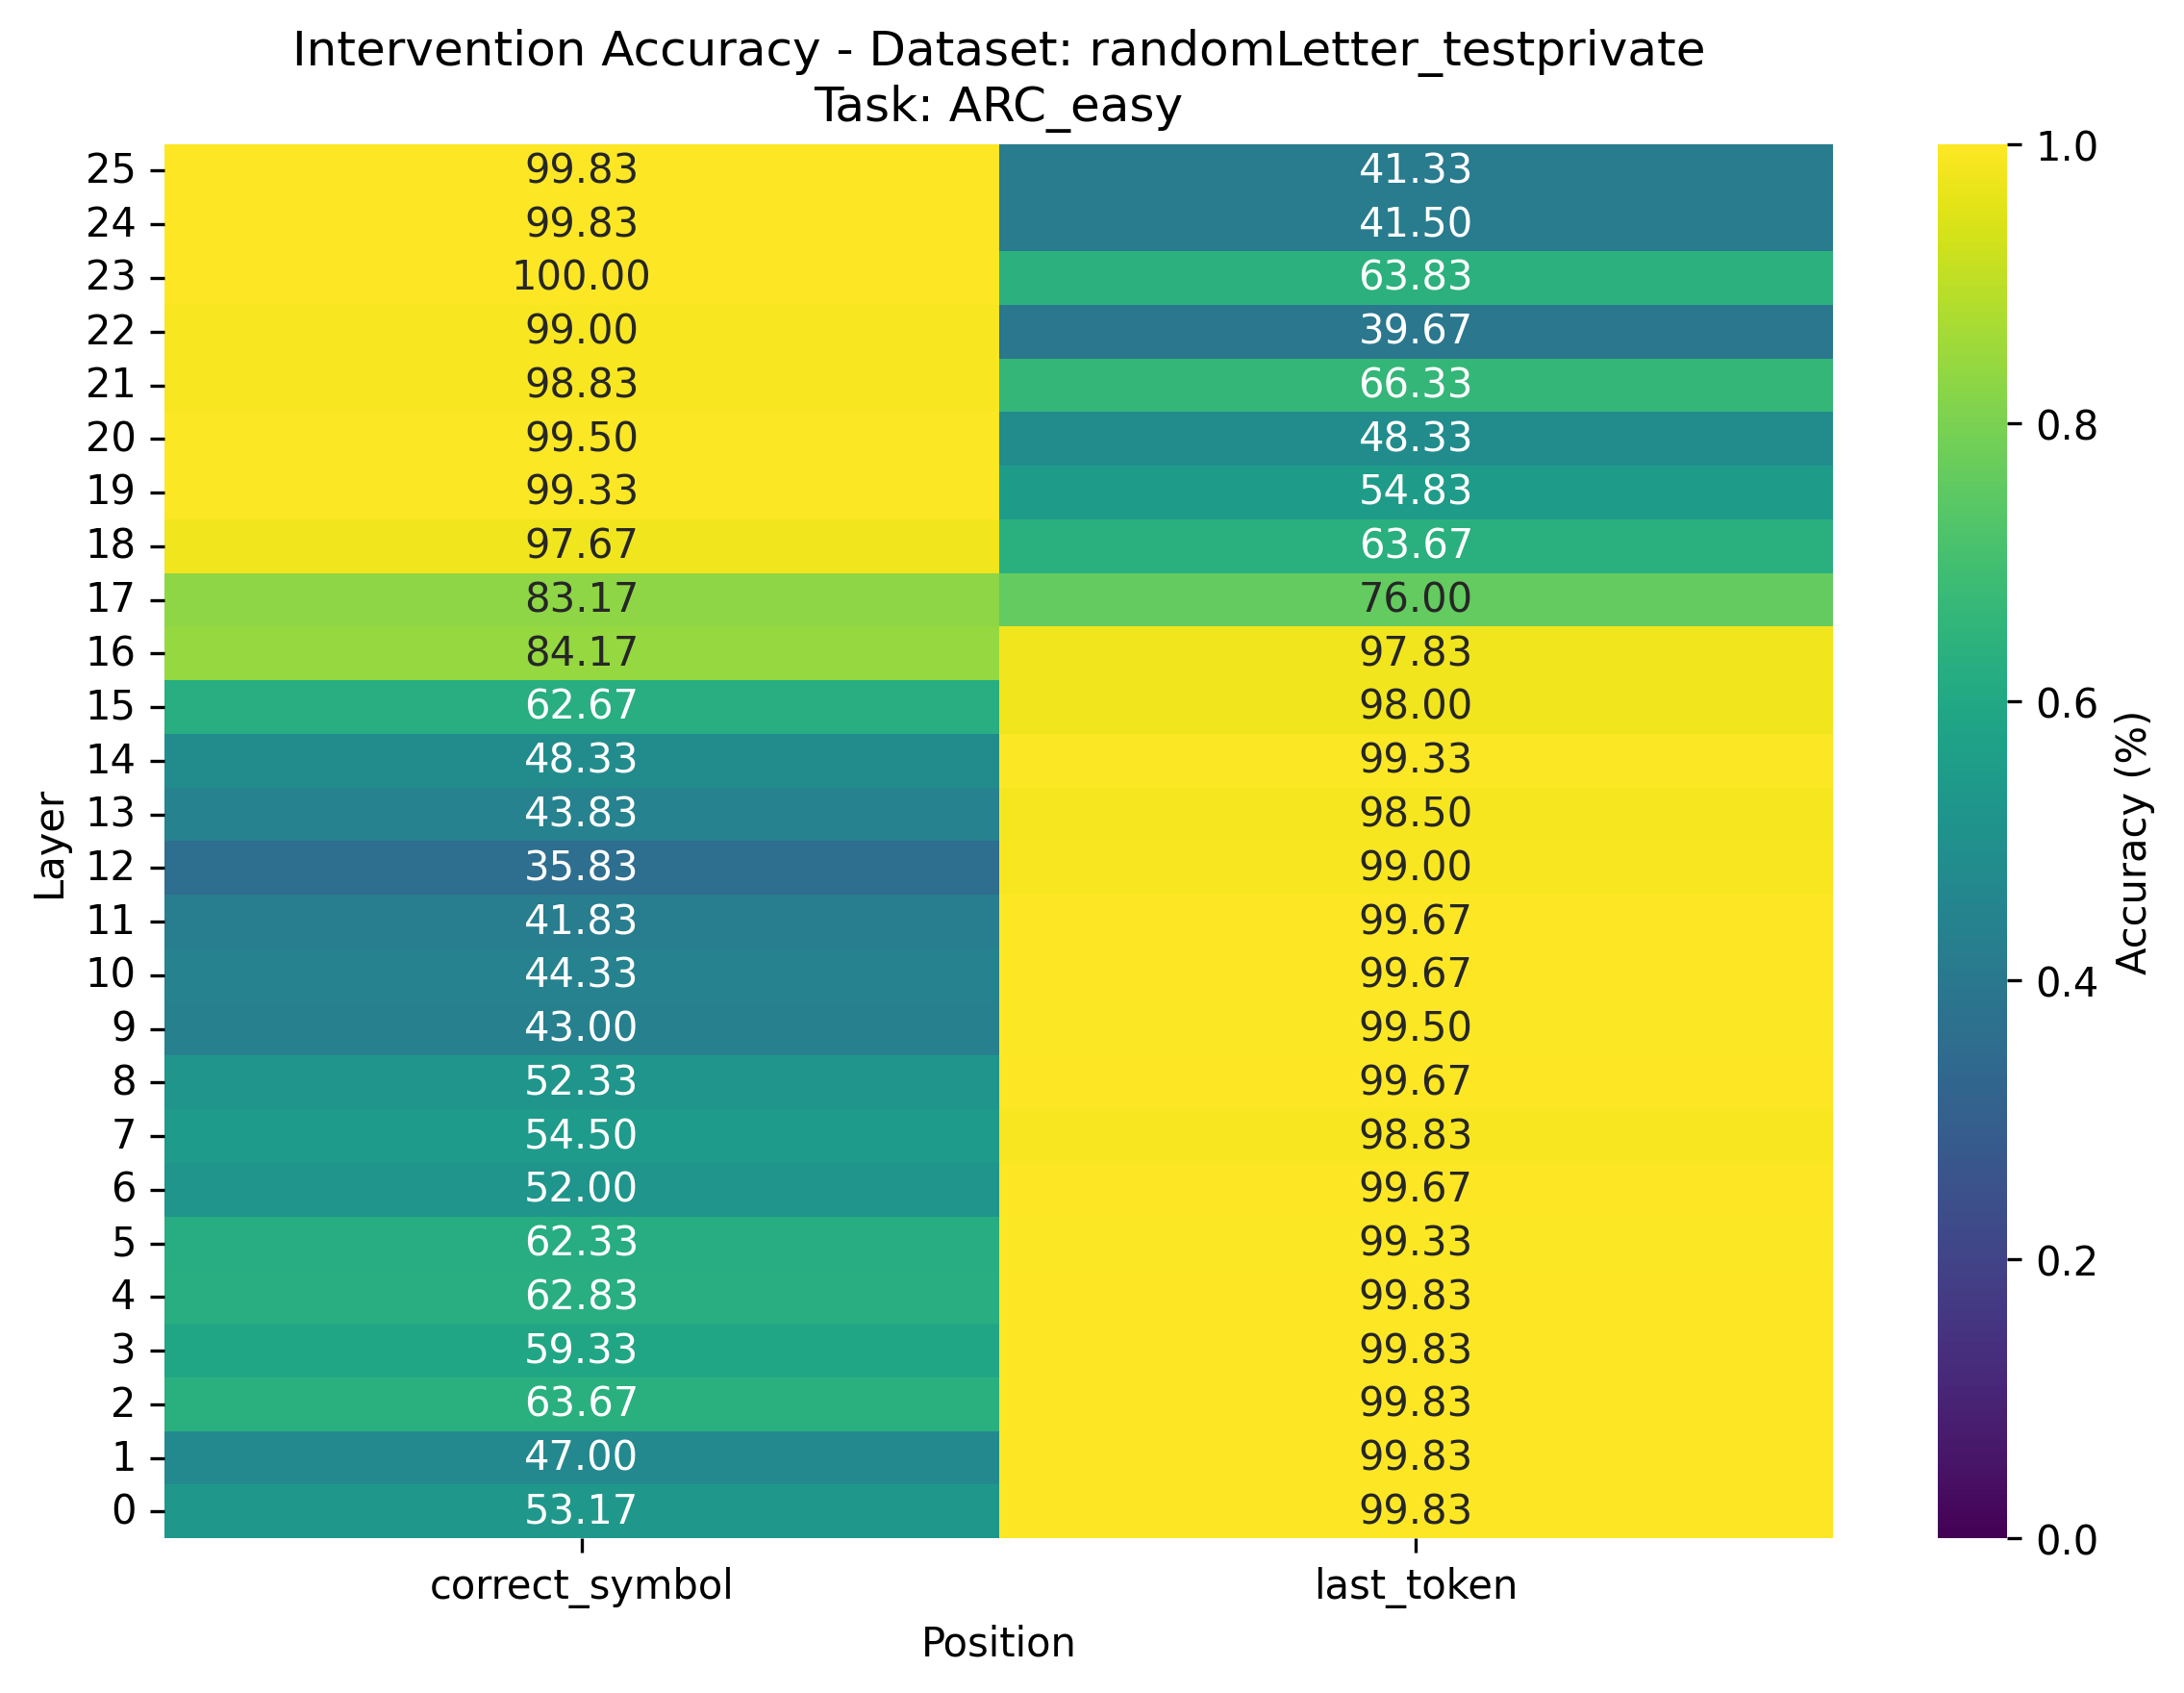 Intervention Accuracy - Dataset: randomLetter_testprivate
Task: ARC_easy
25 99.83 41.33
24 99.83 41.50
23 100.00 63.83
22 99.00 39.67
21 98.83 66.33
20 99.50 48.33
19 99.33 54.83
18 97.67 63.67
17 83.17 76.00
16 84.17 97.83
15 62.67 98.00
14 48.33 99.33
13 43.83 98.50
12 35.83 99.00
11 41.83 99.67
10 44.33 99.67
9 43.00 99.50
8 52.33 99.67
7 54.50 98.83
6 52.00 99.67
5 62.33 99.33
4 62.83 99.83
3 59.33 99.83
2 63.67 99.83
1 47.00 99.83
0 53.17 99.83
correct_symbol last_token
Position
Layer
1.0
0.8
0.6
0.4
0.2
0.0
Accuracy (%)